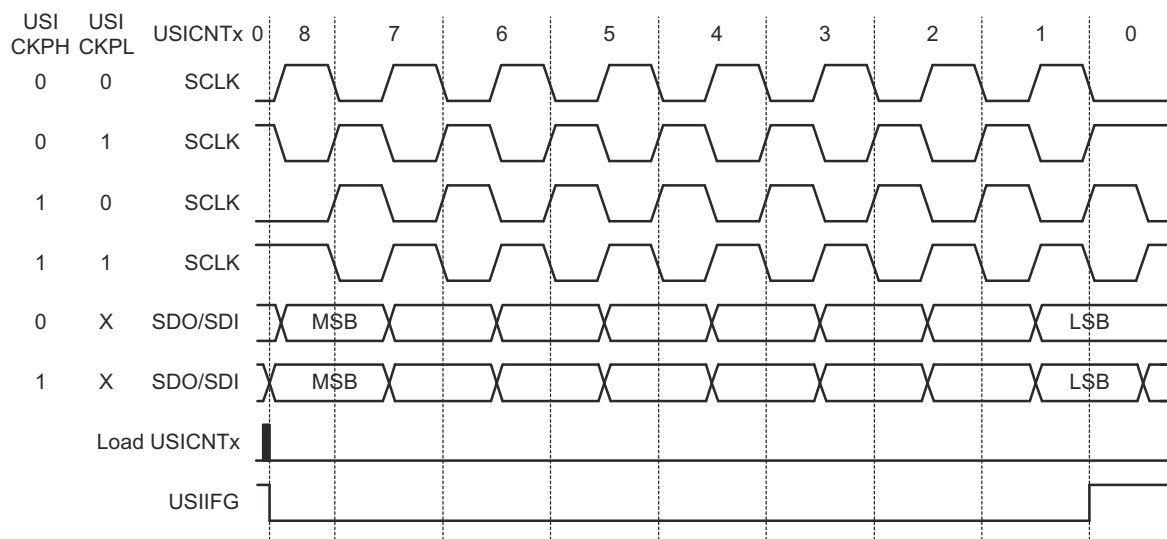 USI USI
CKPH CKPL USICNTx 0 8 7 6 5 4 3 2 1 0
0 0 SCLK
0 1 SCLK
1 0 SCLK
1 1 SCLK
0 X SDO/SDI MSB LSB
1 X SDO/SDI MSB LSB
Load USICNTx
USIIFG